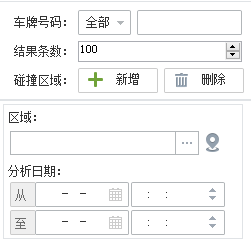 车牌号码： 全部
结果条数： 100
碰撞区域： 新增 删除
区域：
...
分析日期：
从 - - : :
至 - - : :